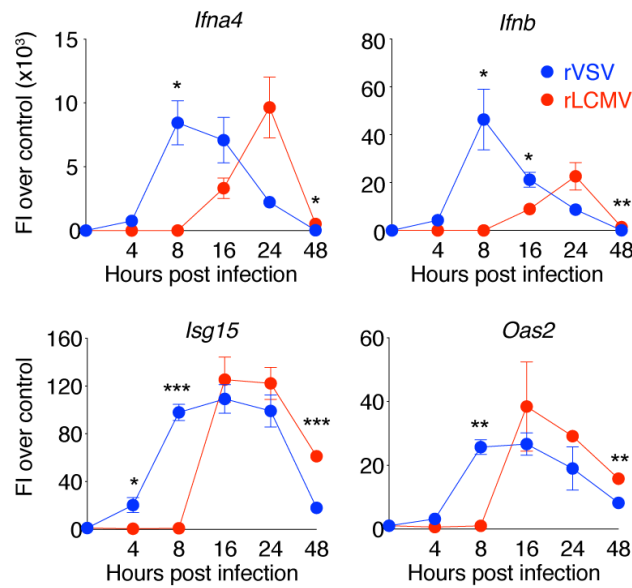 Ifna4
FI over control (x10³)
15
10
5
0
*
*
4 8 16 24 48
Hours post infection
Ifnb
80
60
40
20
0
*
*
**
rVSV
rLCMV
4 8 16 24 48
Hours post infection
Isg15
FI over control
160
120
80
40
0
*
***
***
4 8 16 24 48
Hours post infection
Oas2
60
40
20
0
**
**
4 8 16 24 48
Hours post infection